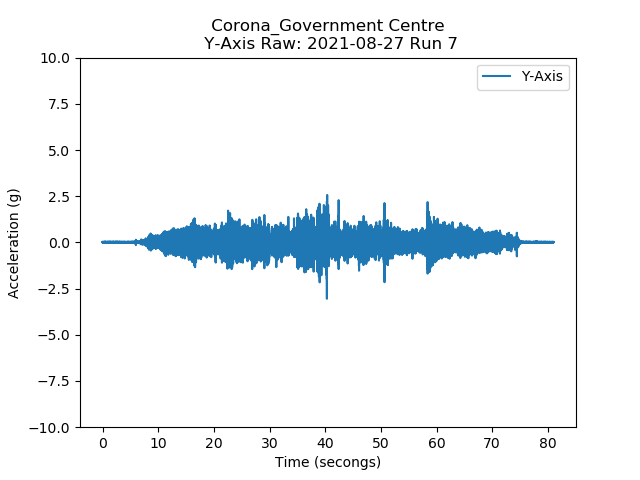 Corona_Government Centre
Y-Axis Raw: 2021-08-27 Run 7
Y-Axis
Acceleration (g)
10.0
7.5
5.0
2.5
0.0
−2.5
−5.0
−7.5
−10.0
0 10 20 30 40 50 60 70 80
Time (secongs)